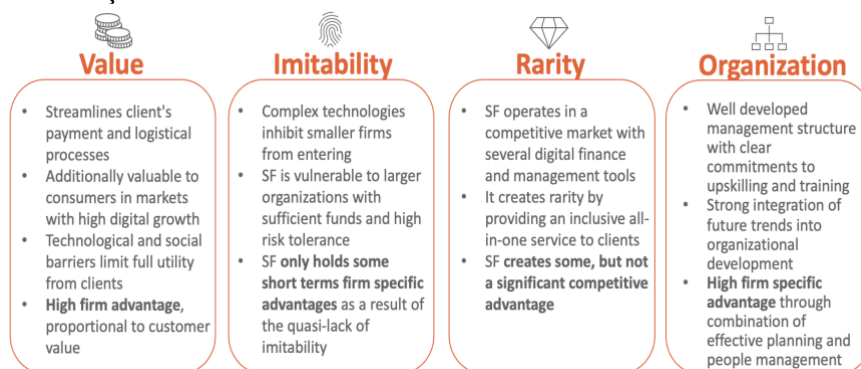 Value
• Streamlines client's
payment and logistical
processes
• Additionally valuable to
consumers in markets
with high digital growth
• Technological and social
barriers limit full utility
from clients
• High firm advantage,
proportional to customer
value
Imitability
• Complex technologies
inhibit smaller firms
from entering
• SF is vulnerable to larger
organizations with
sufficient funds and high
risk tolerance
• SF only holds some
short terms firm specific
advantages as a result of
the quasi-lack of
imitability
Rarity
• SF operates in a
competitive market with
several digital finance
and management tools
• It creates rarity by
providing an inclusive all-
in-one service to clients
• SF creates some, but not
a significant competitive
advantage
Organization
• Well developed
management structure
with clear
commitments to
upskilling and training
• Strong integration of
future trends into
organizational
development
• High firm specific
advantage through
combination of
effective planning and
people management